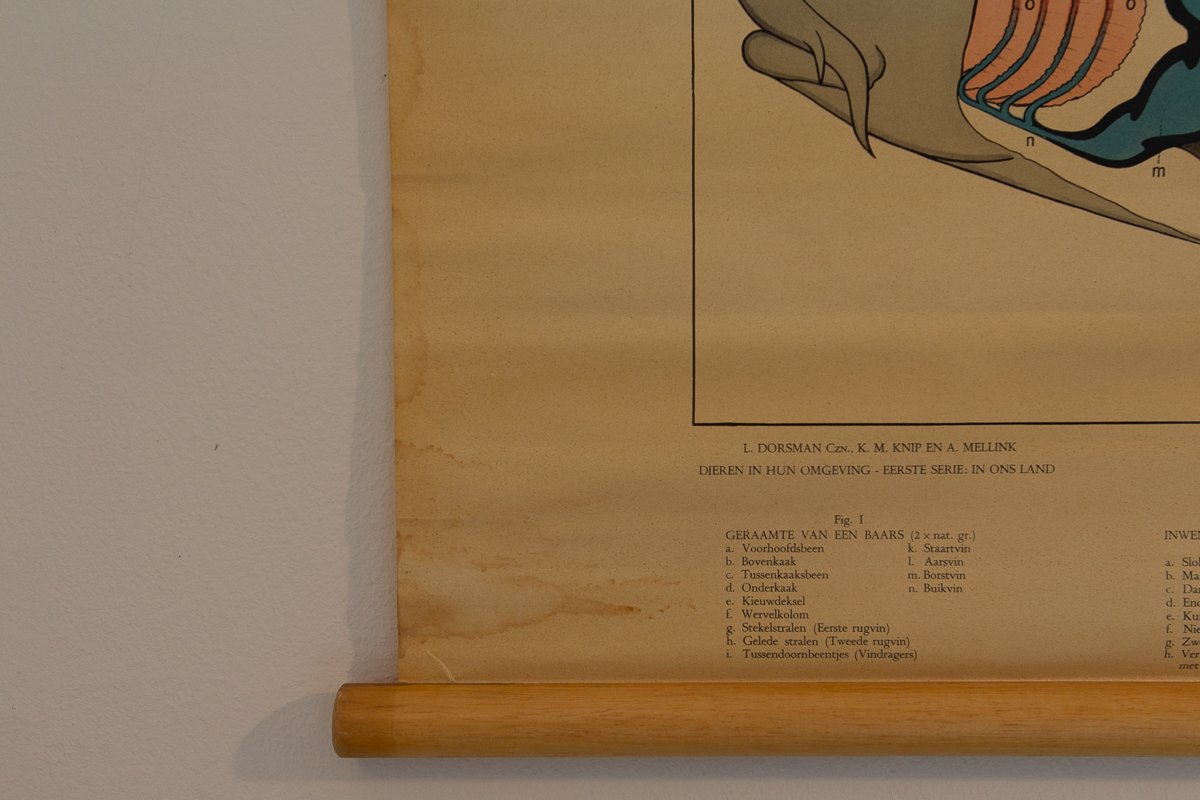 o o
n
m
L. DORSMAN Czn., K. M. KNIP EN A. MELLINK
DIEREN IN HUN OMGEVING - EERSTE SERIE: IN ONS LAND
Fig. I
GERAAMTE VAN EEN BAARS (2 × nat. gr.)
a. Voorhoofdsbeen
b. Bovenkaak
c. Tussenkaaksbeen
d. Onderkaak
e. Kieuwdeksel
f. Wervelkolom
g. Stekelstralen (Eerste rugvin)
h. Gelede stralen (Tweede rugvin)
i. Tussendoornbeentjes (Vindragers)
k. Staartvin
l. Aarsvin
m. Borstvin
n. Buikvin
a.
b.
c.
d.
e.
f.
g.
h.
met